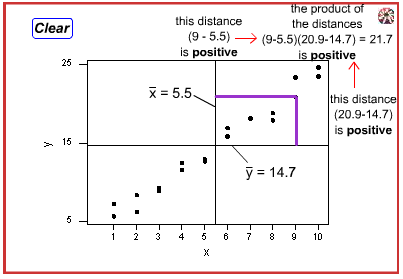 Clear
this distance
(9 - 5.5)
is positive
the product of
the distances
(9-5.5)(20.9-14.7) = 21.7
is positive
this distance
(20.9-14.7)
is positive
x̅ = 5.5
y̅ = 14.7
25
15
5
y
1 2 3 4 5 6 7 8 9 10
x